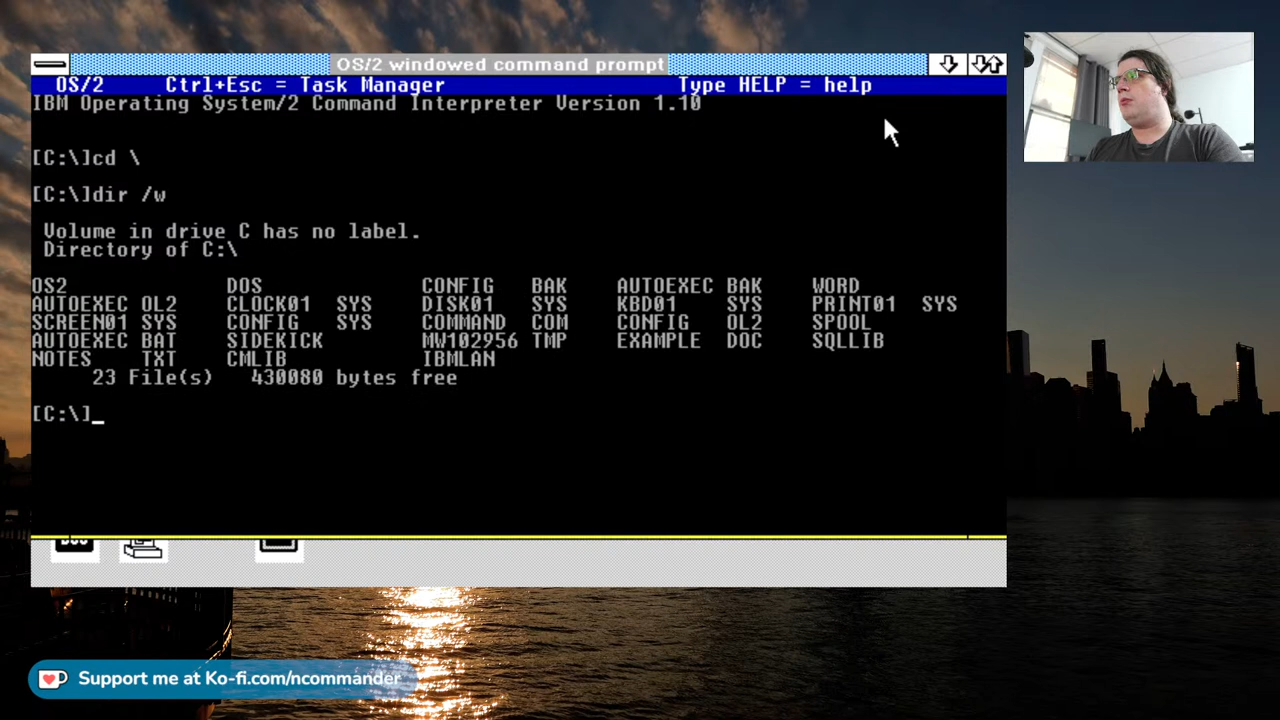 OS/2 windowed command prompt
OS/2 Ctrl+Esc = Task Manager Type HELP = help
IBM Operating System/2 Command Interpreter Version 1.10
[C:\]cd \
[C:\]dir /w
Volume in drive C has no label.
Directory of C:\
OS2 DOS CONFIG BAK AUTOEXEC BAK WORD
AUTOEXEC OL2 CLOCK01 SYS DISK01 SYS KBD01 SYS PRINT01 SYS
SCREEN01 SYS CONFIG SYS COMMAND COM CONFIG OL2 SPOOL
AUTOEXEC BAT SIDEKICK MW102956 TMP EXAMPLE DOC SQLLIB
NOTES TXT CMLIB IBMLAN
23 File(s) 430080 bytes free
[C:\]_
Support me at Ko-fi.com/ncommander